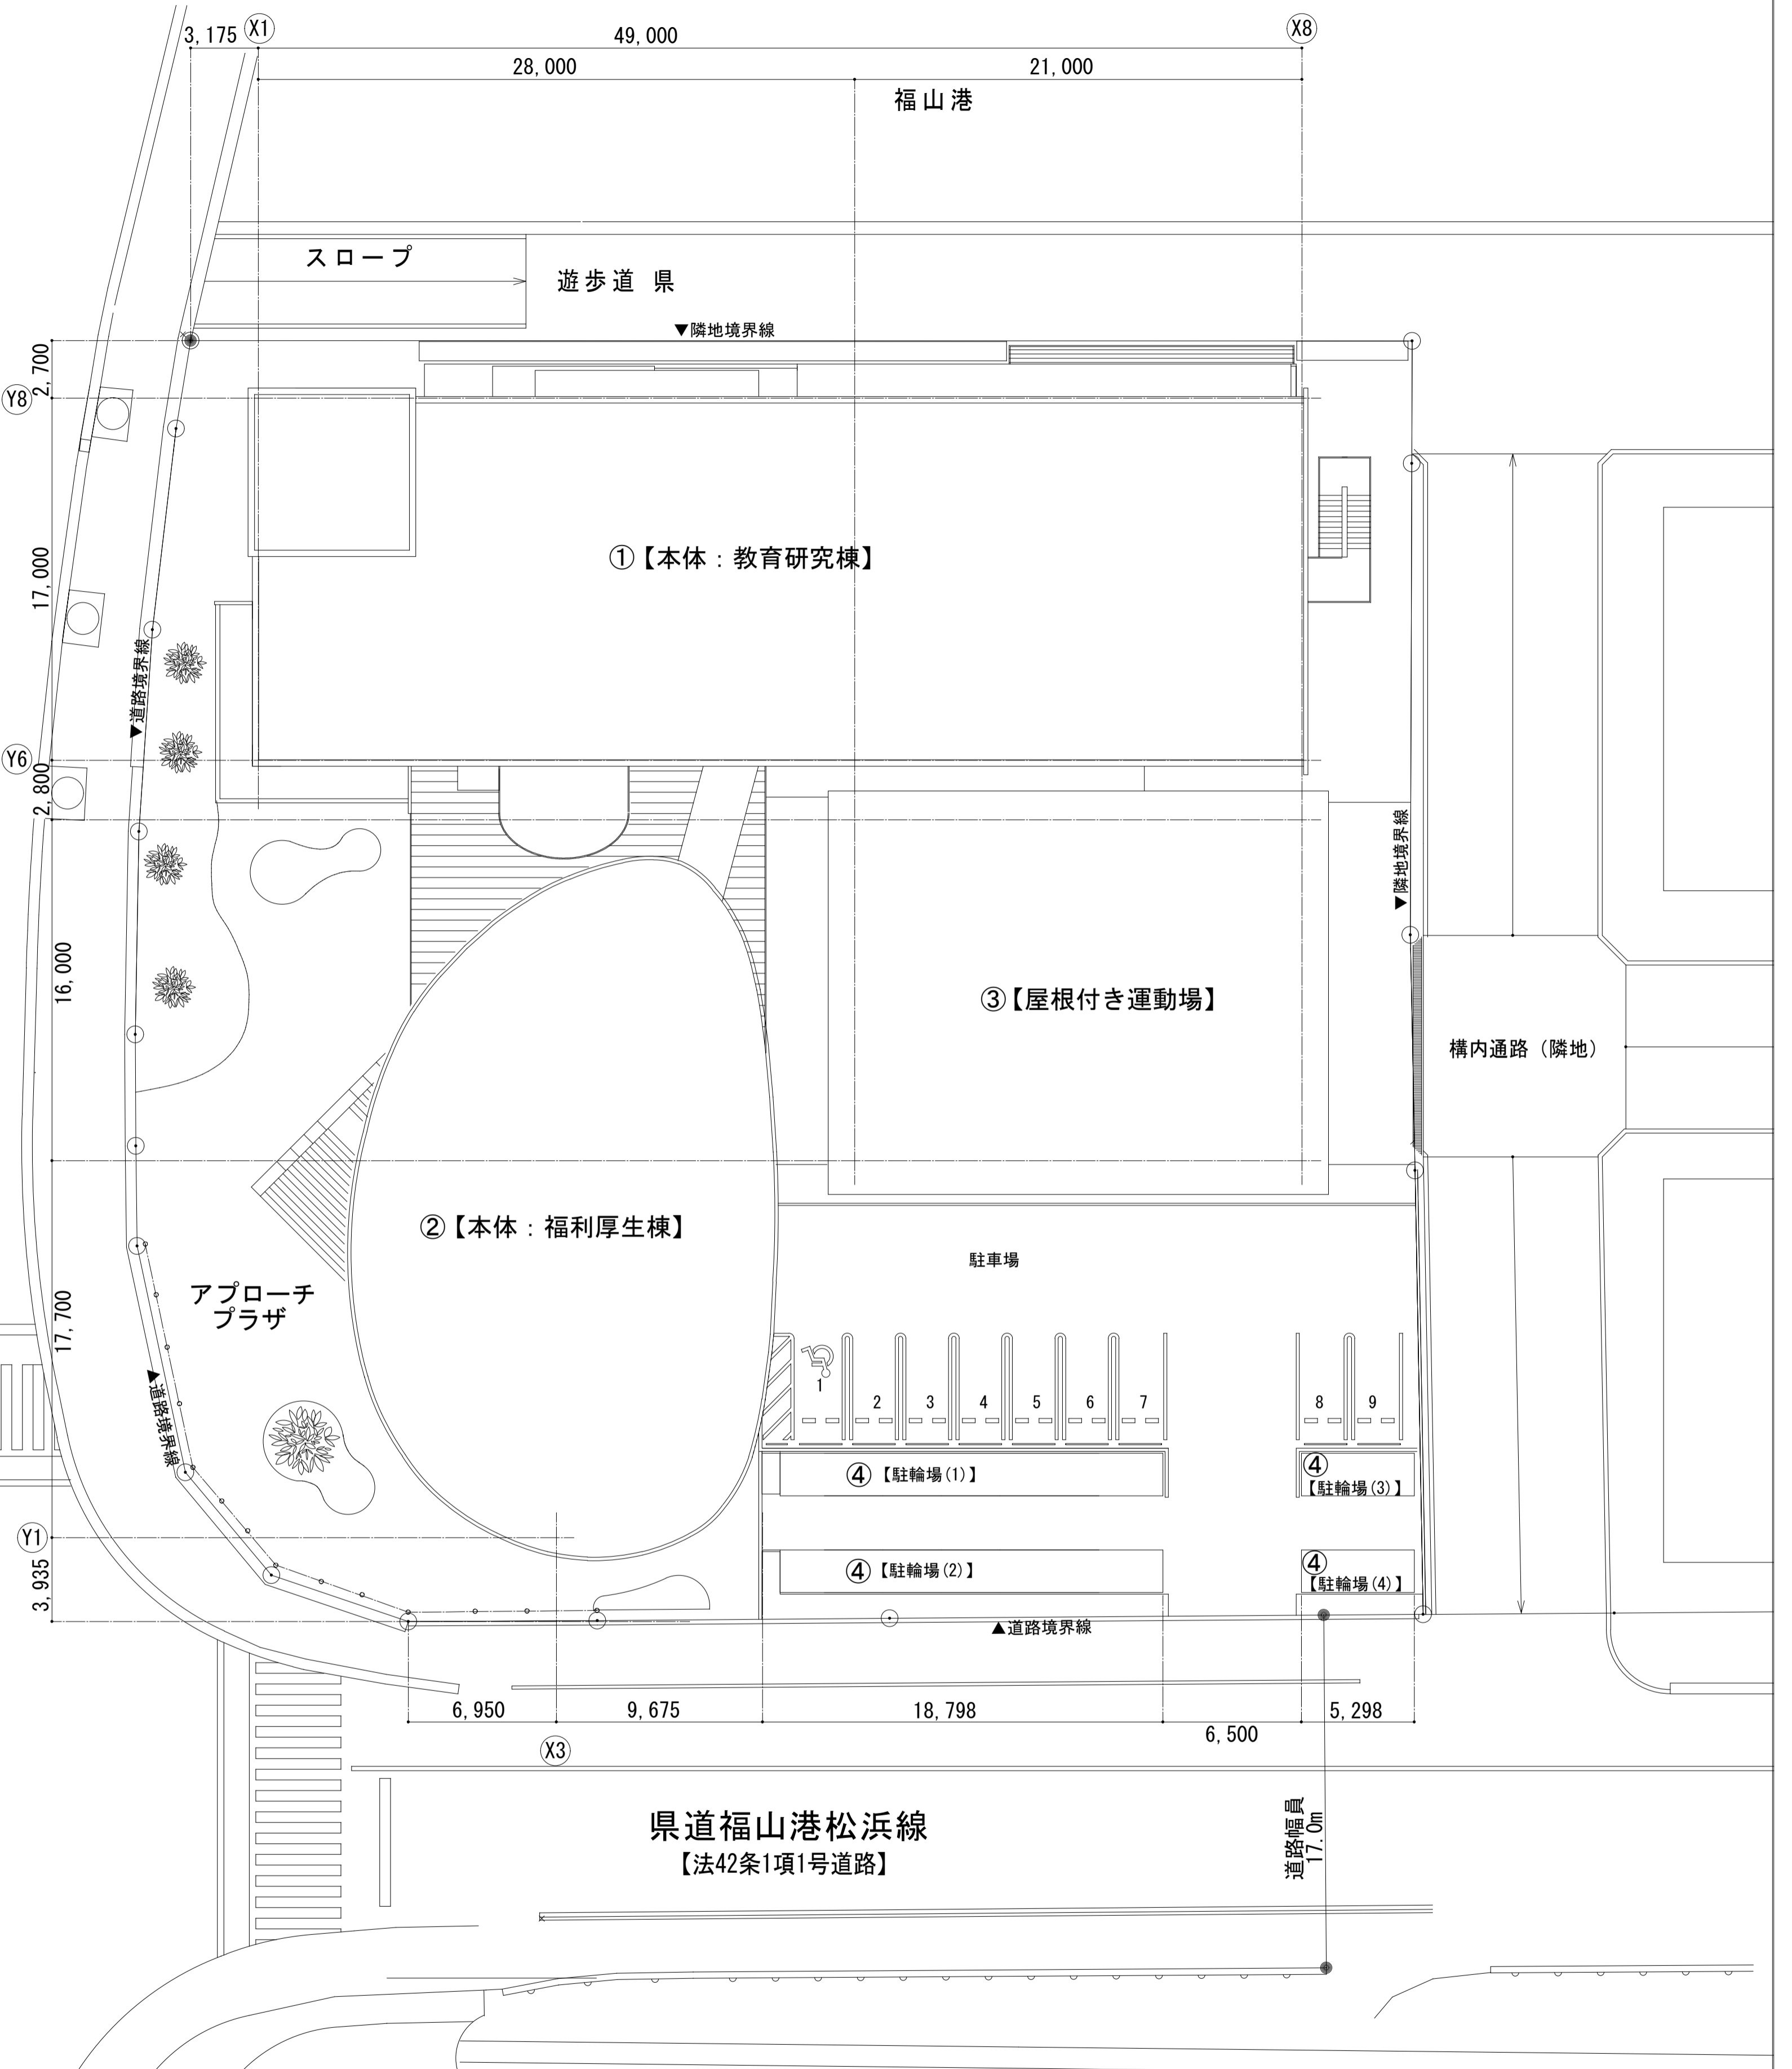 3,175
X1
49,000
X8
28,000
21,000
福山港
スロープ
遊歩道 県
▼隣地境界線
2,700
Y8
17,000
①【本体：教育研究棟】
▼道路境界線
Y6
2,800
▼隣地境界線
16,000
③【屋根付き運動場】
構内通路（隣地）
②【本体：福利厚生棟】
駐車場
アプローチ
プラザ
17,700
▼道路境界線
1
2
3
4
5
6
7
8
9
④【駐輪場(1)】
④
【駐輪場(3)】
Y1
3,935
④【駐輪場(2)】
④
【駐輪場(4)】
▲道路境界線
6,950
9,675
18,798
6,500
5,298
X3
県道福山港松浜線
【法42条1項1号道路】
道路幅員
17.0m